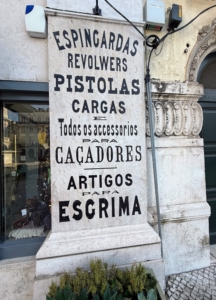 ESPINGARDAS
REVOLWERS
PISTOLAS
CARGAS
E
Todos os accessorios
PARA
CAÇADORES
ARTIGOS
PARA
ESCRIMA